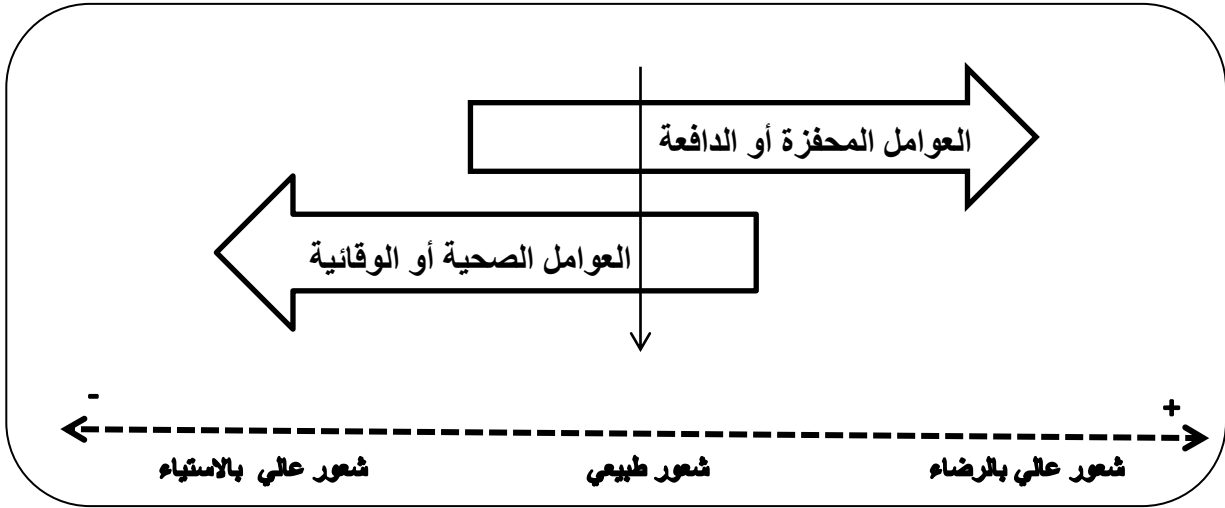 العوامل المحفزة أو الدافعة
العوامل الصحية أو الوقائية
+ -
شعور عالي بالرضاء شعور طبيعي شعور عالي بالاستياء